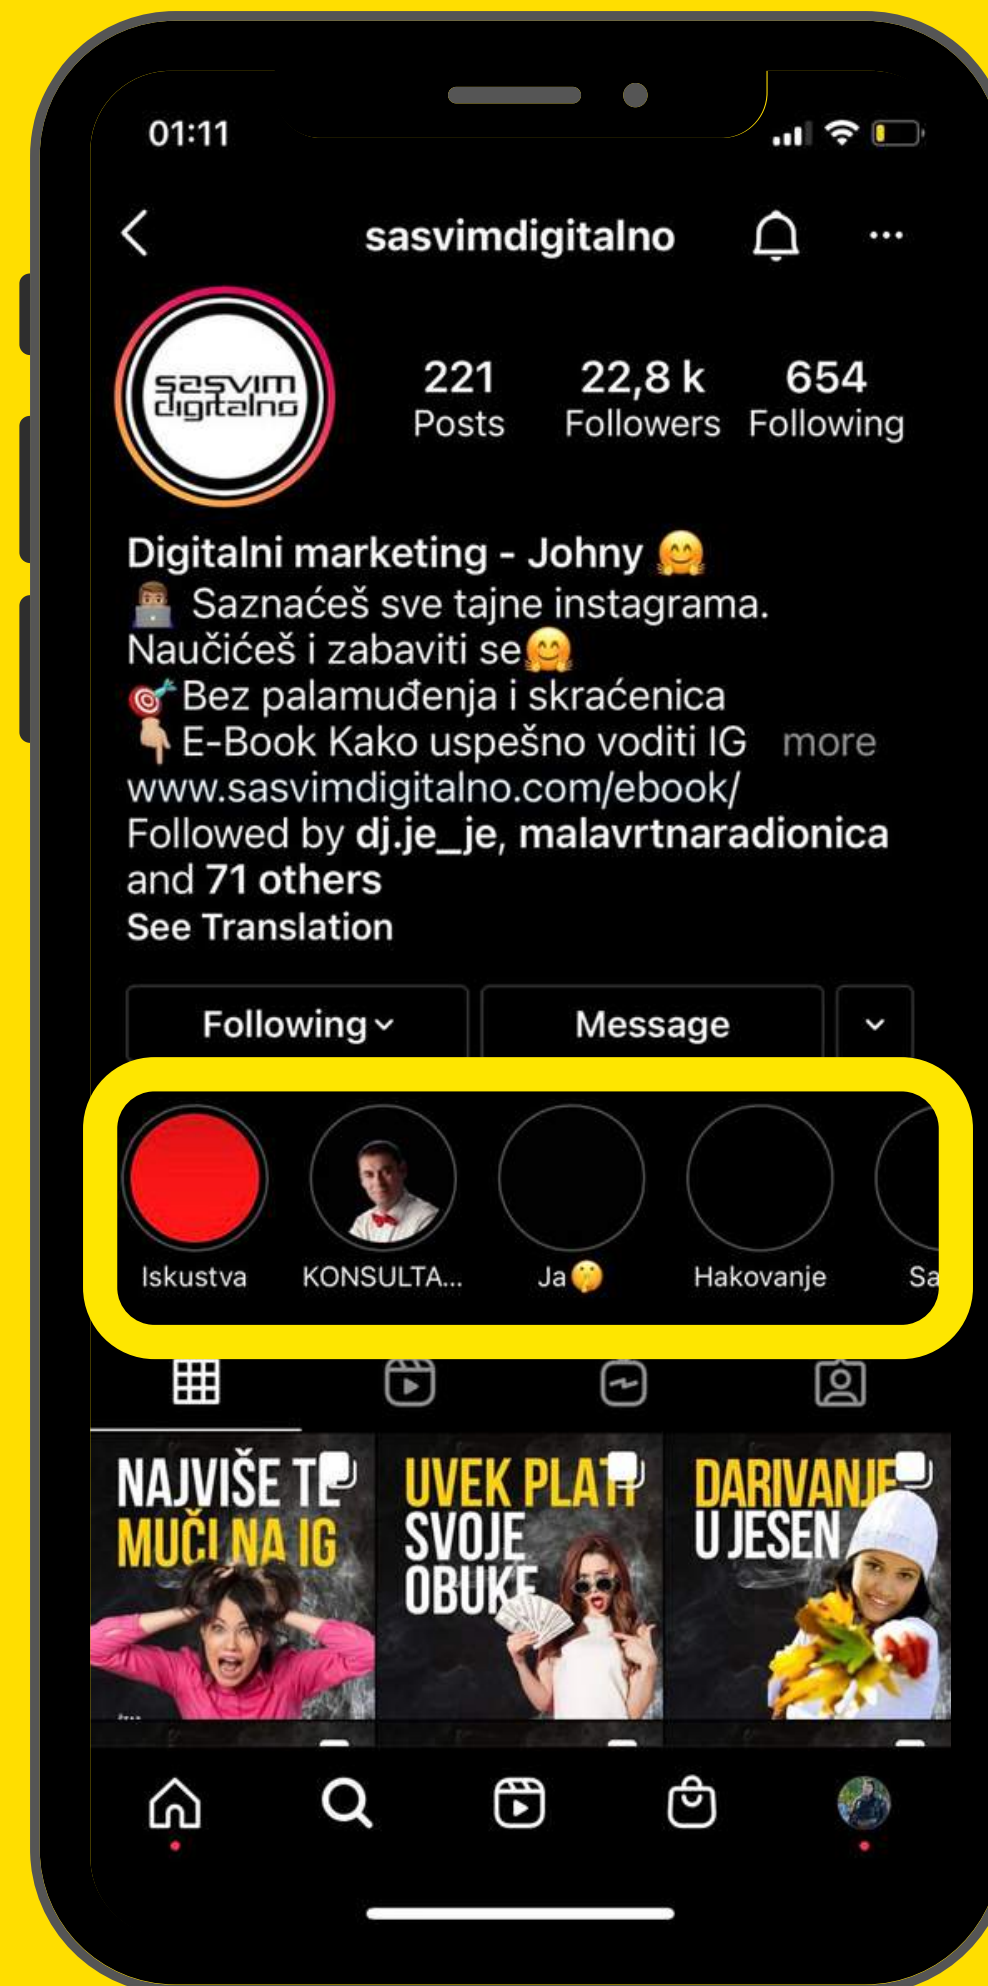 01:11
sasvimdigitalno
sasvim
digitalno
221
Posts
22,8 k
Followers
654
Following
Digitalni marketing - Johny 🤗
👨🏽‍💻 Saznaćeš sve tajne instagrama.
Naučićeš i zabaviti se🤗
🎯Bez palamuđenja i skraćenica
👇🏼E-Book Kako uspešno voditi IG more
www.sasvimdigitalno.com/ebook/
Followed by dj.je_je, malavrtnaradionica
and 71 others
See Translation
Following
Message
Iskustva
KONSULTA...
Ja🤫
Hakovanje
Sa
NAJVIŠE TE
MUČI NA IG
UVEK PLATI
SVOJE
OBUKE
DARIVANJE
U JESEN